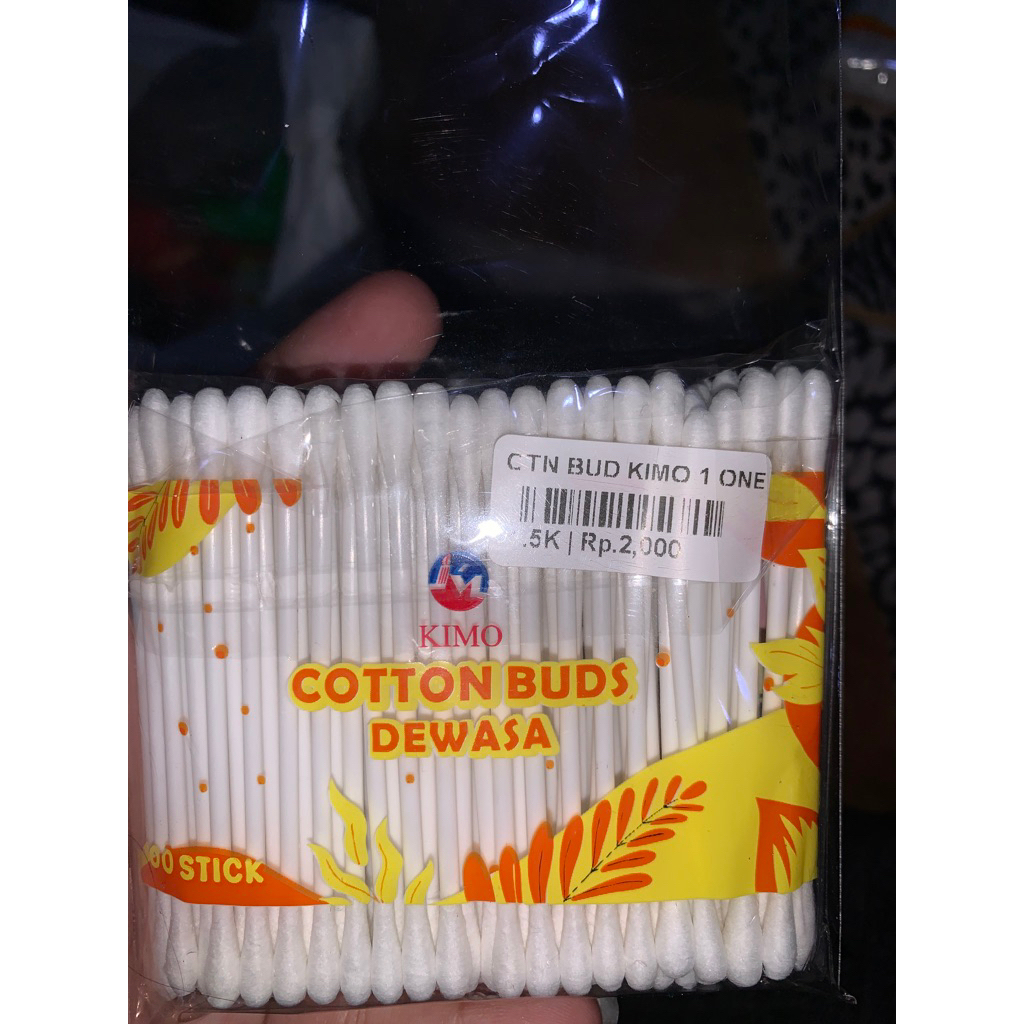 CTN BUD KIMO 1 ONE
.5K | Rp.2,000
KIMO
COTTON BUDS
DEWASA
STICK